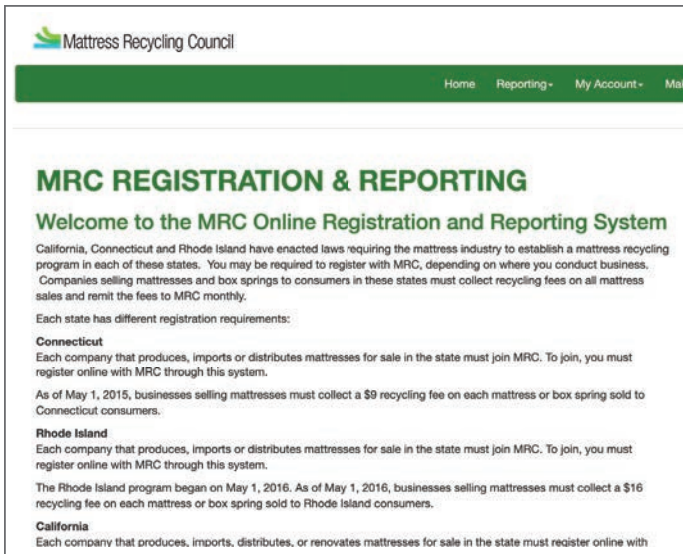 Mattress Recycling Council
Home Reporting My Account
MRC REGISTRATION & REPORTING
Welcome to the MRC Online Registration and Reporting System
California, Connecticut and Rhode Island have enacted laws requiring the mattress industry to establish a mattress recycling
program in each of these states. You may be required to register with MRC, depending on where you conduct business.
Companies selling mattresses and box springs to consumers in these states must collect recycling fees on all mattress
sales and remit the fees to MRC monthly.
Each state has different registration requirements:
Connecticut
Each company that produces, imports or distributes mattresses for sale in the state must join MRC. To join, you must
register online with MRC through this system.
As of May 1, 2015, businesses selling mattresses must collect a $9 recycling fee on each mattress or box spring sold to
Connecticut consumers.
Rhode Island
Each company that produces, imports or distributes mattresses for sale in the state must join MRC. To join, you must
register online with MRC through this system.
The Rhode Island program began on May 1, 2016. As of May 1, 2016, businesses selling mattresses must collect a $16
recycling fee on each mattress or box spring sold to Rhode Island consumers.
California
Each company that produces, imports, distributes, or renovates mattresses for sale in the state must register online with